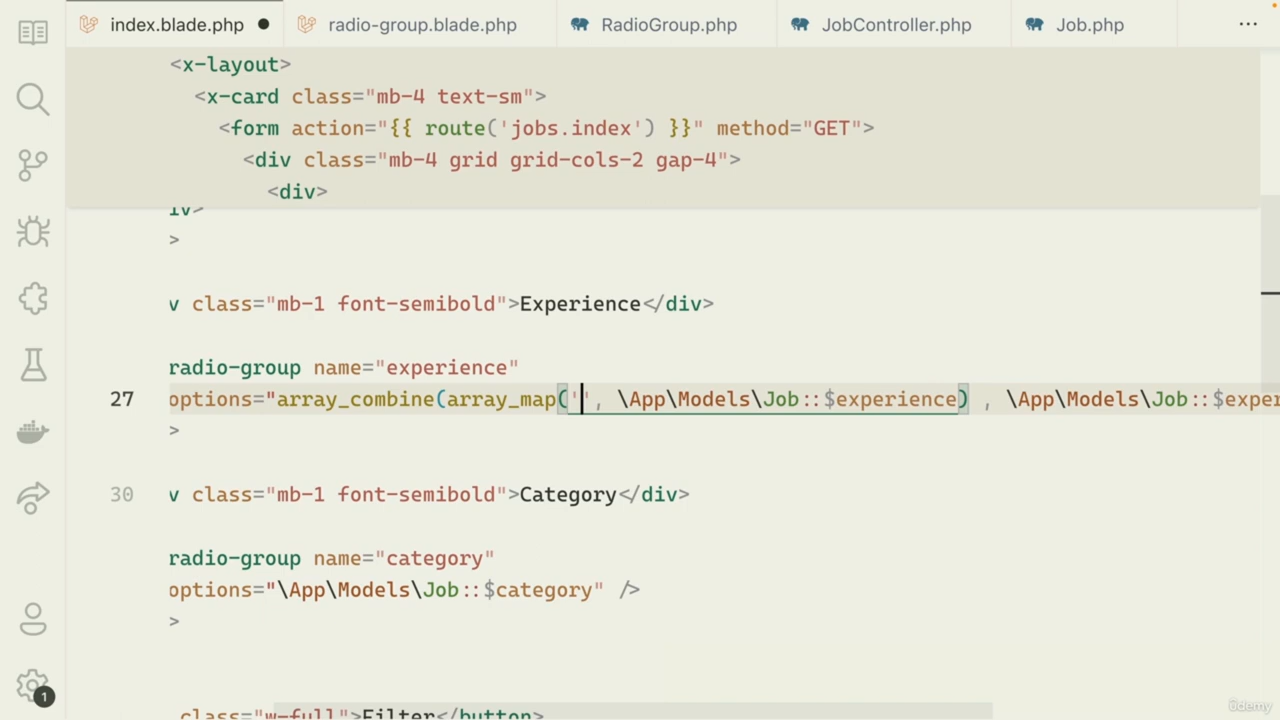 index.blade.php
radio-group.blade.php
RadioGroup.php
JobController.php
Job.php
<x-layout>
<x-card class="mb-4 text-sm">
<form action="{{ route('jobs.index') }}" method="GET">
<div class="mb-4 grid grid-cols-2 gap-4">
<div>
iv>
>
v class="mb-1 font-semibold">Experience</div>
radio-group name="experience"
27 options="array_combine(array_map('', \App\Models\Job::$experience) , \App\Models\Job::$exper
>
30 v class="mb-1 font-semibold">Category</div>
radio-group name="category"
options="\App\Models\Job::$category" />
>
class="w-full">Filter</button>
1
ûdemy